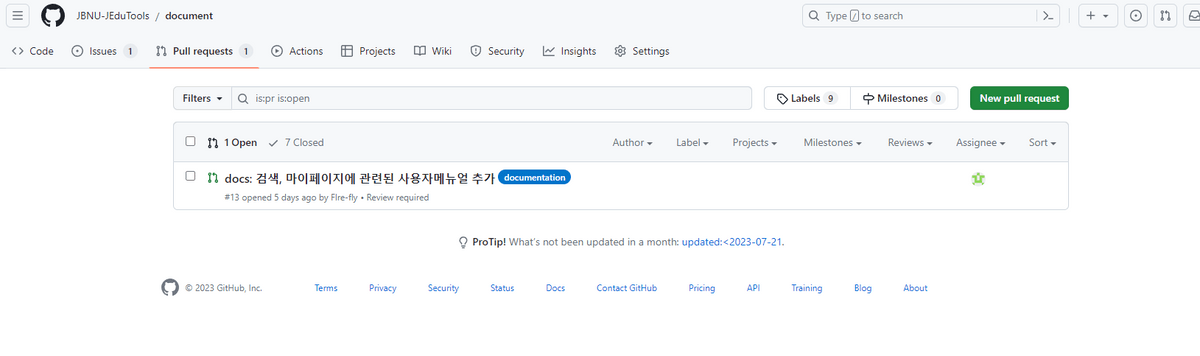 JBNU-JEduTools / document
Type / to search
Code Issues 1 Pull requests 1 Actions Projects Wiki Security Insights Settings
Filters is:pr is:open Labels 9 Milestones 0 New pull request
1 Open 7 Closed Author Label Projects Milestones Reviews Assignee Sort
docs: 검색, 마이페이지에 관련된 사용자메뉴얼 추가 documentation
#13 opened 5 days ago by FIre-fly • Review required
ProTip! What's not been updated in a month: updated:<2023-07-21.
© 2023 GitHub, Inc. Terms Privacy Security Status Docs Contact GitHub Pricing API Training Blog About